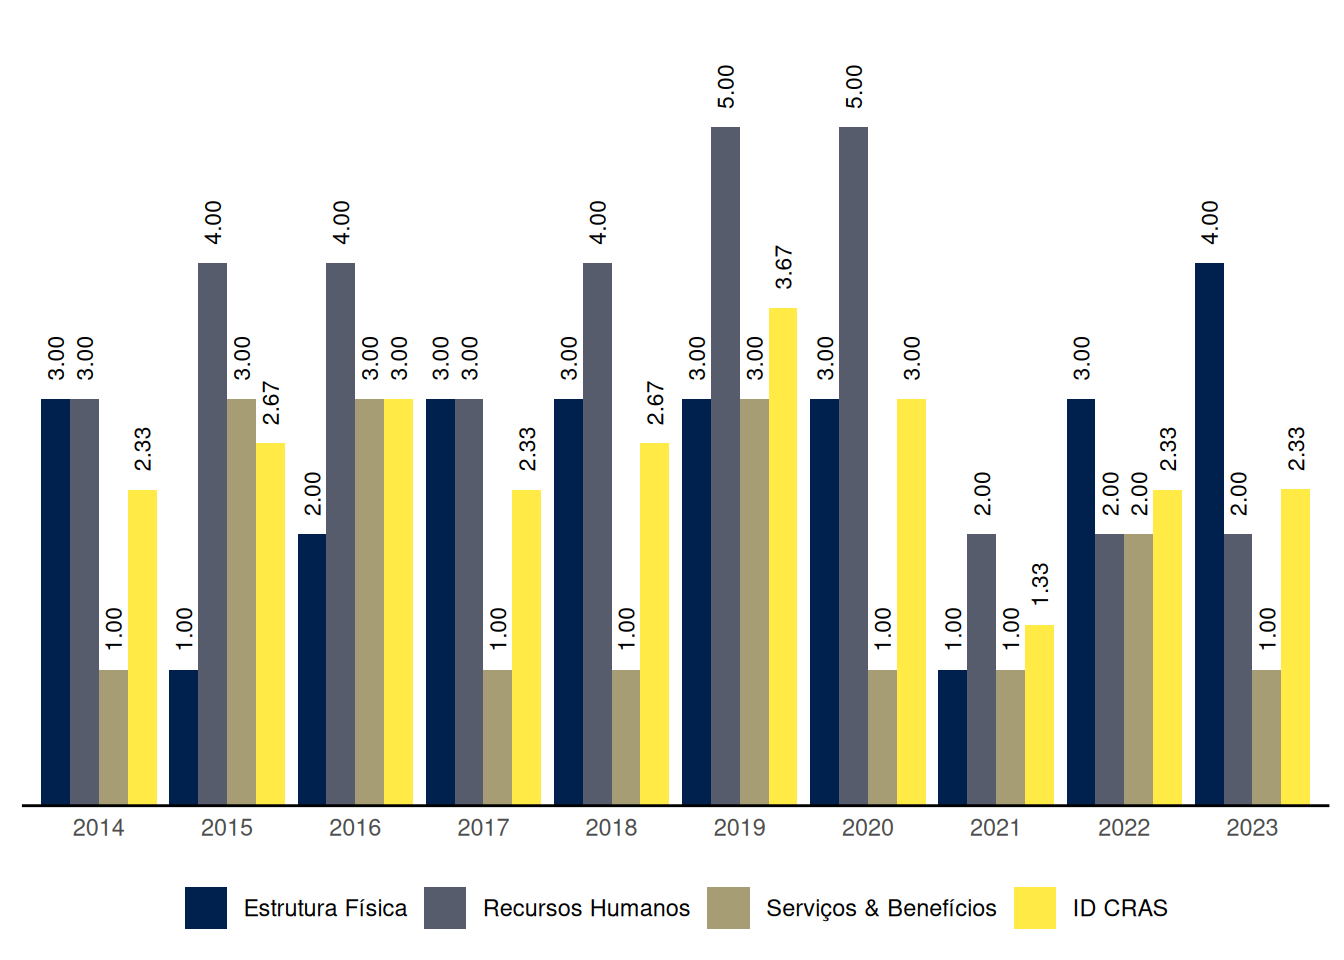 5.00 5.00
4.00 4.00 4.00 4.00
3.67
3.00 3.00 3.00 3.00 3.00 3.00 3.00 3.00 3.00 3.00 3.00 3.00 3.00
2.67 2.67
2.33 2.33 2.33 2.33
2.00 2.00 2.00 2.00 2.00
1.33
1.00 1.00 1.00 1.00 1.00 1.00 1.00 1.00
2014 2015 2016 2017 2018 2019 2020 2021 2022 2023
Estrutura Física Recursos Humanos Serviços & Benefícios ID CRAS